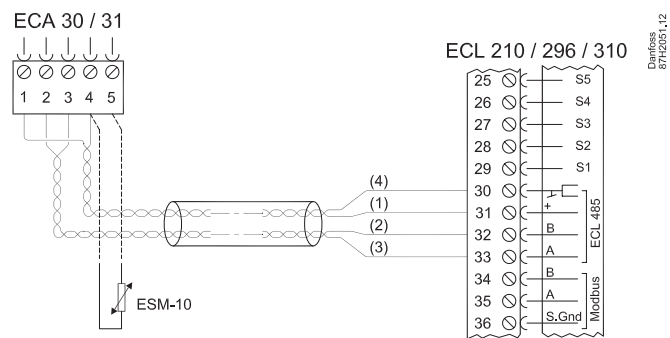 ECA 30 / 31
1 2 3 4 5
ESM-10
(4)
(1)
(2)
(3)
ECL 210 / 296 / 310
25 S5
26 S4
27 S3
28 S2
29 S1
30
31 +
32 B
33 A
34 B
35 A
36 S.Gnd
ECL 485
Modbus
Danfoss
87H2051.12